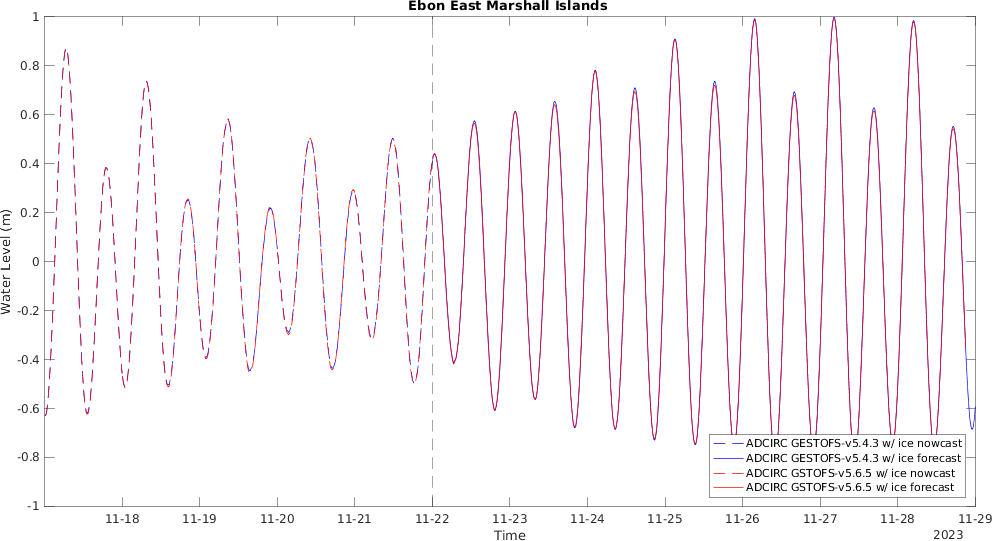 Ebon East Marshall Islands
Water Level (m)
1
0.8
0.6
0.4
0.2
0
-0.2
-0.4
-0.6
-0.8
-1
ADCIRC GESTOFS-v5.4.3 w/ ice nowcast
ADCIRC GESTOFS-v5.4.3 w/ ice forecast
ADCIRC GSTOFS-v5.6.5 w/ ice nowcast
ADCIRC GSTOFS-v5.6.5 w/ ice forecast
11-18 11-19 11-20 11-21 11-22 11-23 11-24 11-25 11-26 11-27 11-28 11-29
Time
2023